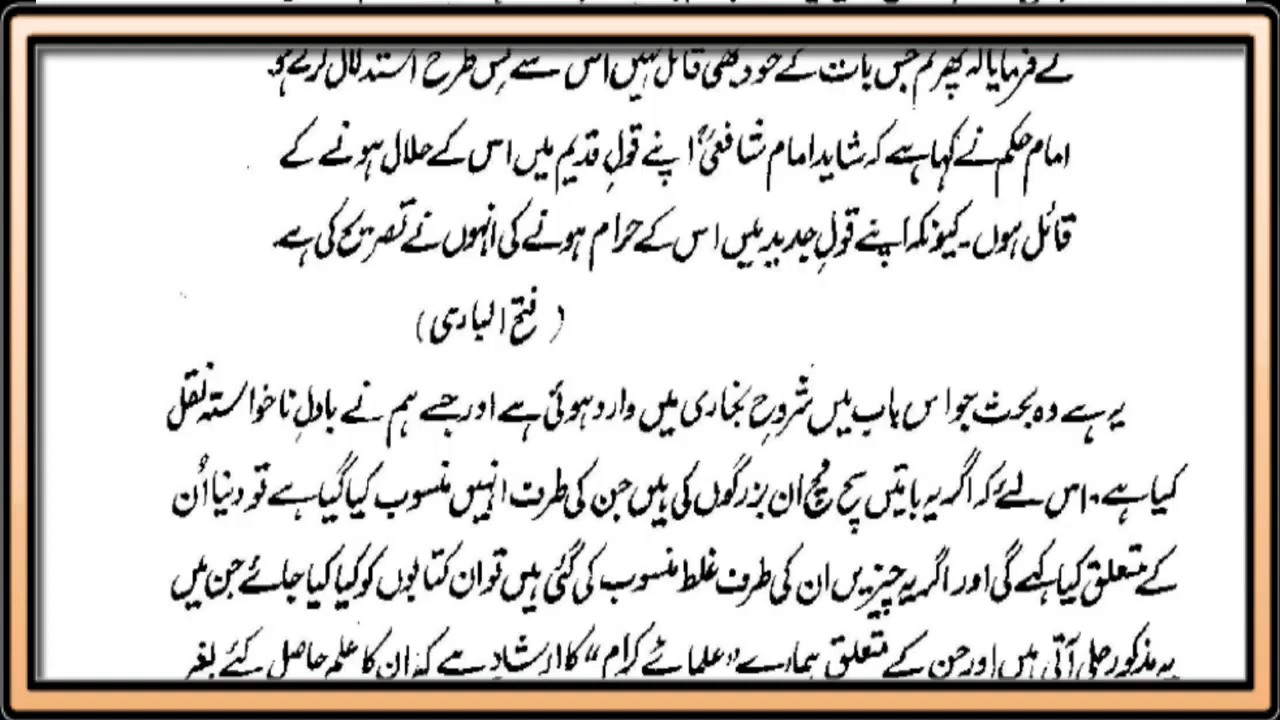 نے فرمایا کہ پھر تم جس بات کے خود بھی قائل نہیں اس سے کس طرح استدلال کرتے ہو۔
امام حکم نے کہا ہے کہ شاید امام شافعیؒ اپنے قولِ قدیم میں اس کے حلال ہونے کے
قائل ہوں۔ کیونکہ اپنے قولِ جدید میں اس کے حرام ہونے کی انہوں نے تصریح کی ہے۔
( فتح الباری )
یہ ہے وہ بحث جو اس باب میں شروحِ بخاری میں وارد ہوئی ہے اور جسے ہم نے بادلِ ناخواستہ نقل
کیا ہے۔ اس لئے کہ اگر یہ باتیں سچ مچ ان بزرگوں کی ہیں جن کی طرف انہیں منسوب کیا گیا ہے تو دنیا اُن
کے متعلق کیا کہے گی اور اگر یہ چیزیں ان کی طرف غلط منسوب کی گئی ہیں تو ان کتابوں کو کیا کیا جائے جن میں
یہ مذکور چلی آتی ہیں اور جن کے متعلق ہمارے "علمائے کرام" کا ارشاد ہے کہ ان کا علم حاصل کئے بغیر